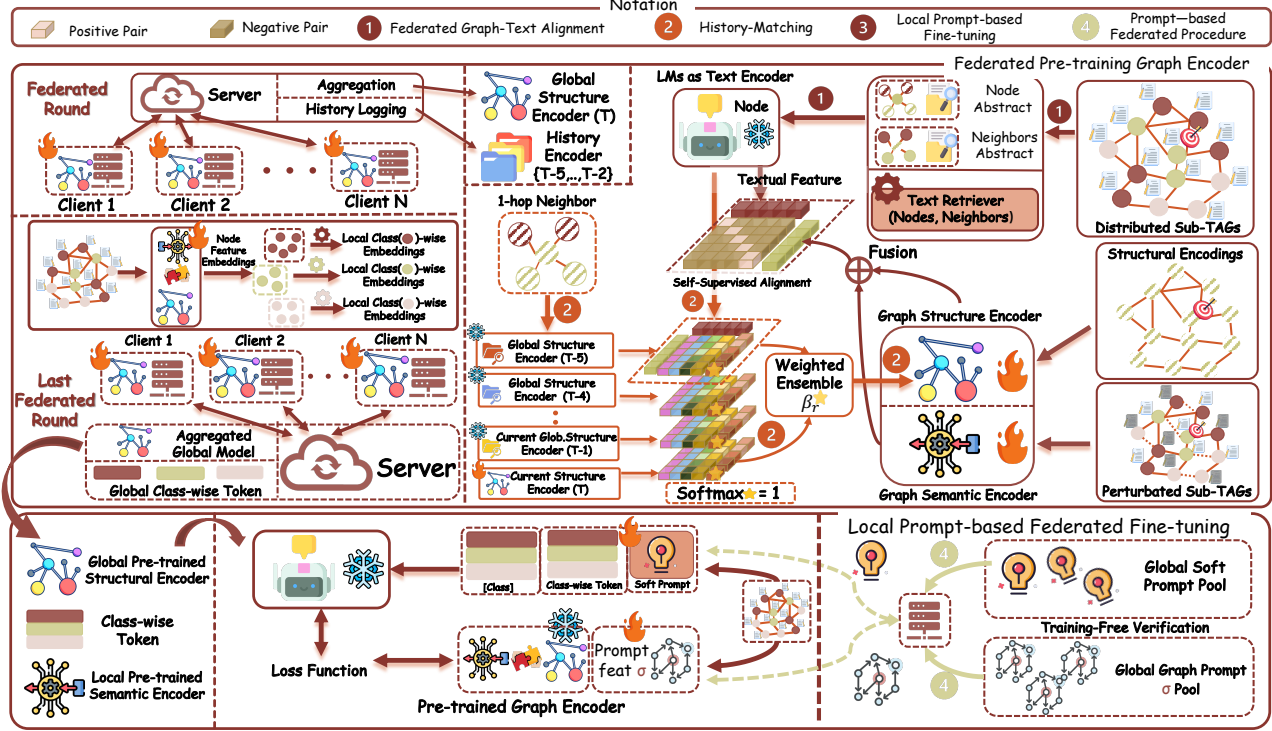 Notation
Positive Pair
Negative Pair
1
Federated Graph-Text Alignment
2
History-Matching
3
Local Prompt-based
Fine-tuning
4
Prompt—based
Federated Procedure
Federated Pre-training Graph Encoder
Federated
Round
Server
Aggregation
History Logging
Client 1
Client 2
Client N
Global
Structure
Encoder (T)
History
Encoder
{T-5,..,T-2}
LMs as Text Encoder
Node
1
Node
Abstract
Neighbors
Abstract
1
Text Retriever
(Nodes, Neighbors)
Distributed Sub-TAGs
Textual Feature
Self-Supervised Alignment
Fusion
Node
Feature
Embeddings
Local Class( )-wise
Embeddings
Local Class( )-wise
Embeddings
Local Class( )-wise
Embeddings
1-hop Neighbor
2
2
Global Structure
Encoder (T-5)
Global Structure
Encoder (T-4)
Current Glob.Structure
Encoder (T-1)
Current Structure
Encoder (T)
Weighted
Ensemble
βr
2
2
Softmax = 1
Structural Encodings
Graph Structure Encoder
Graph Semantic Encoder
Perturbated Sub-TAGs
Last
Federated
Round
Client 1
Client 2
Client N
Aggregated
Global Model
Global Class-wise Token
Server
Global Pre-trained
Structural Encoder
Class-wise
Token
Local Pre-trained
Semantic Encoder
Loss Function
[Class]
Class-wise Token
Soft Prompt
Prompt
feat σ
Pre-trained Graph Encoder
Local Prompt-based Federated Fine-tuning
4
Global Soft
Prompt Pool
Training-Free Verification
4
Global Graph Prompt
σ Pool